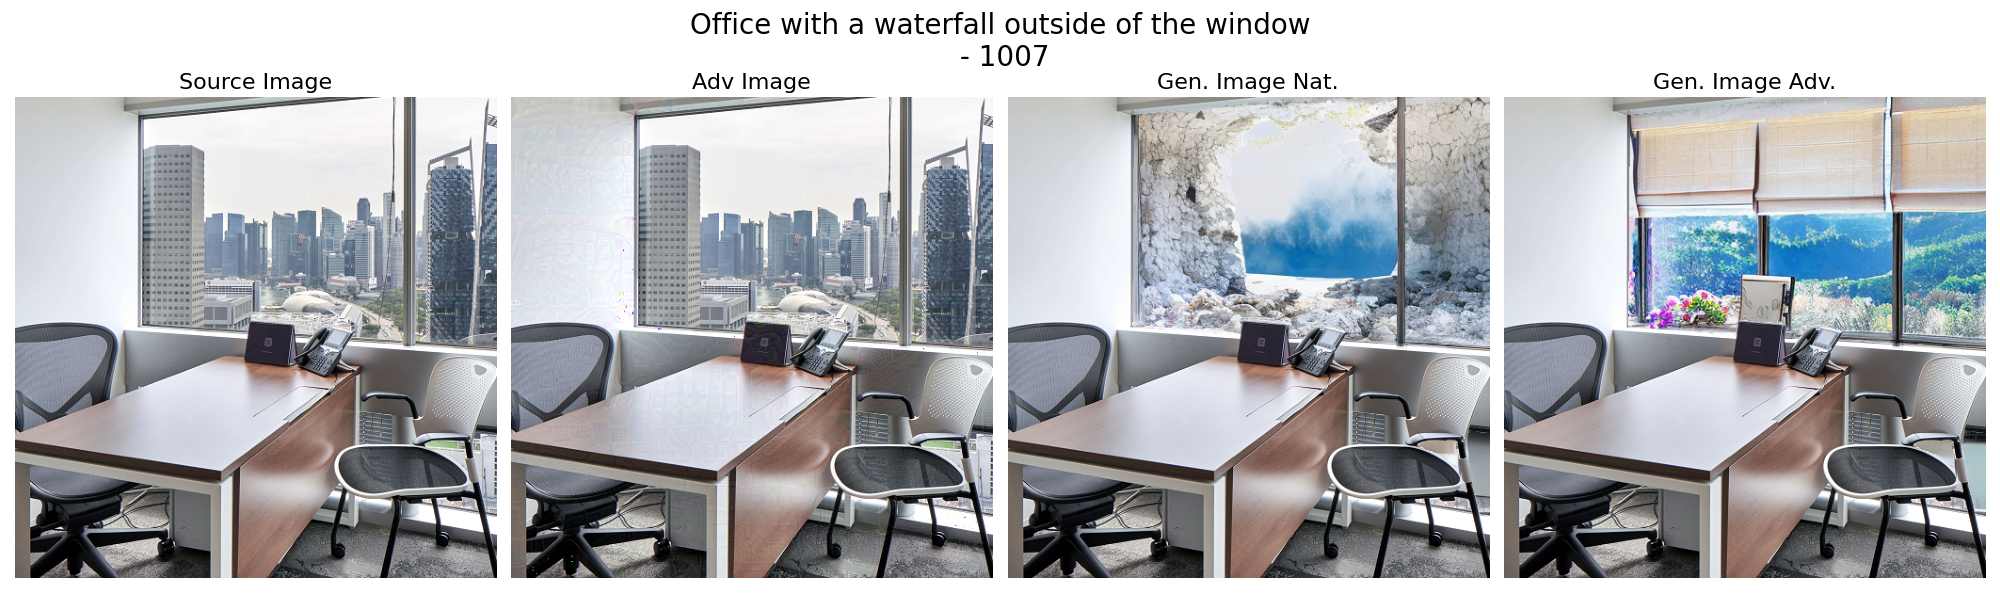 Office with a waterfall outside of the window
- 1007
Source Image
Adv Image
Gen. Image Nat.
Gen. Image Adv.